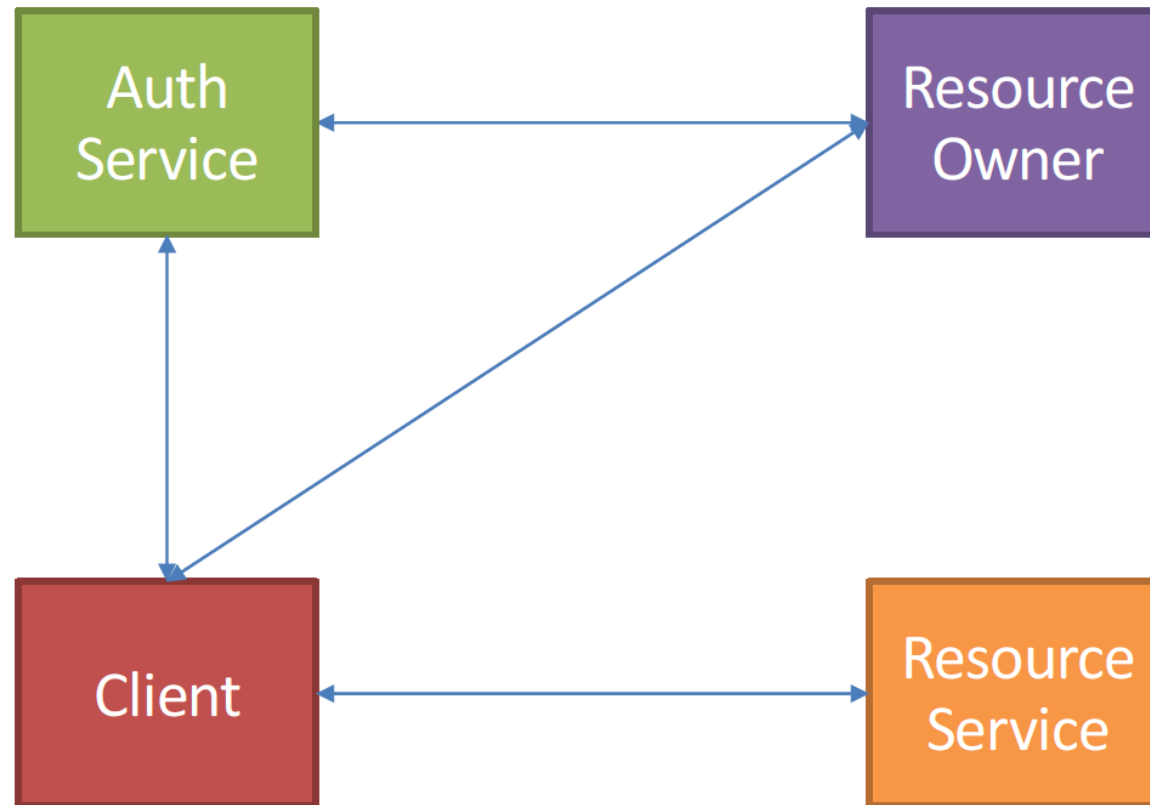 Auth
Service
Resource
Owner
Client
Resource
Service